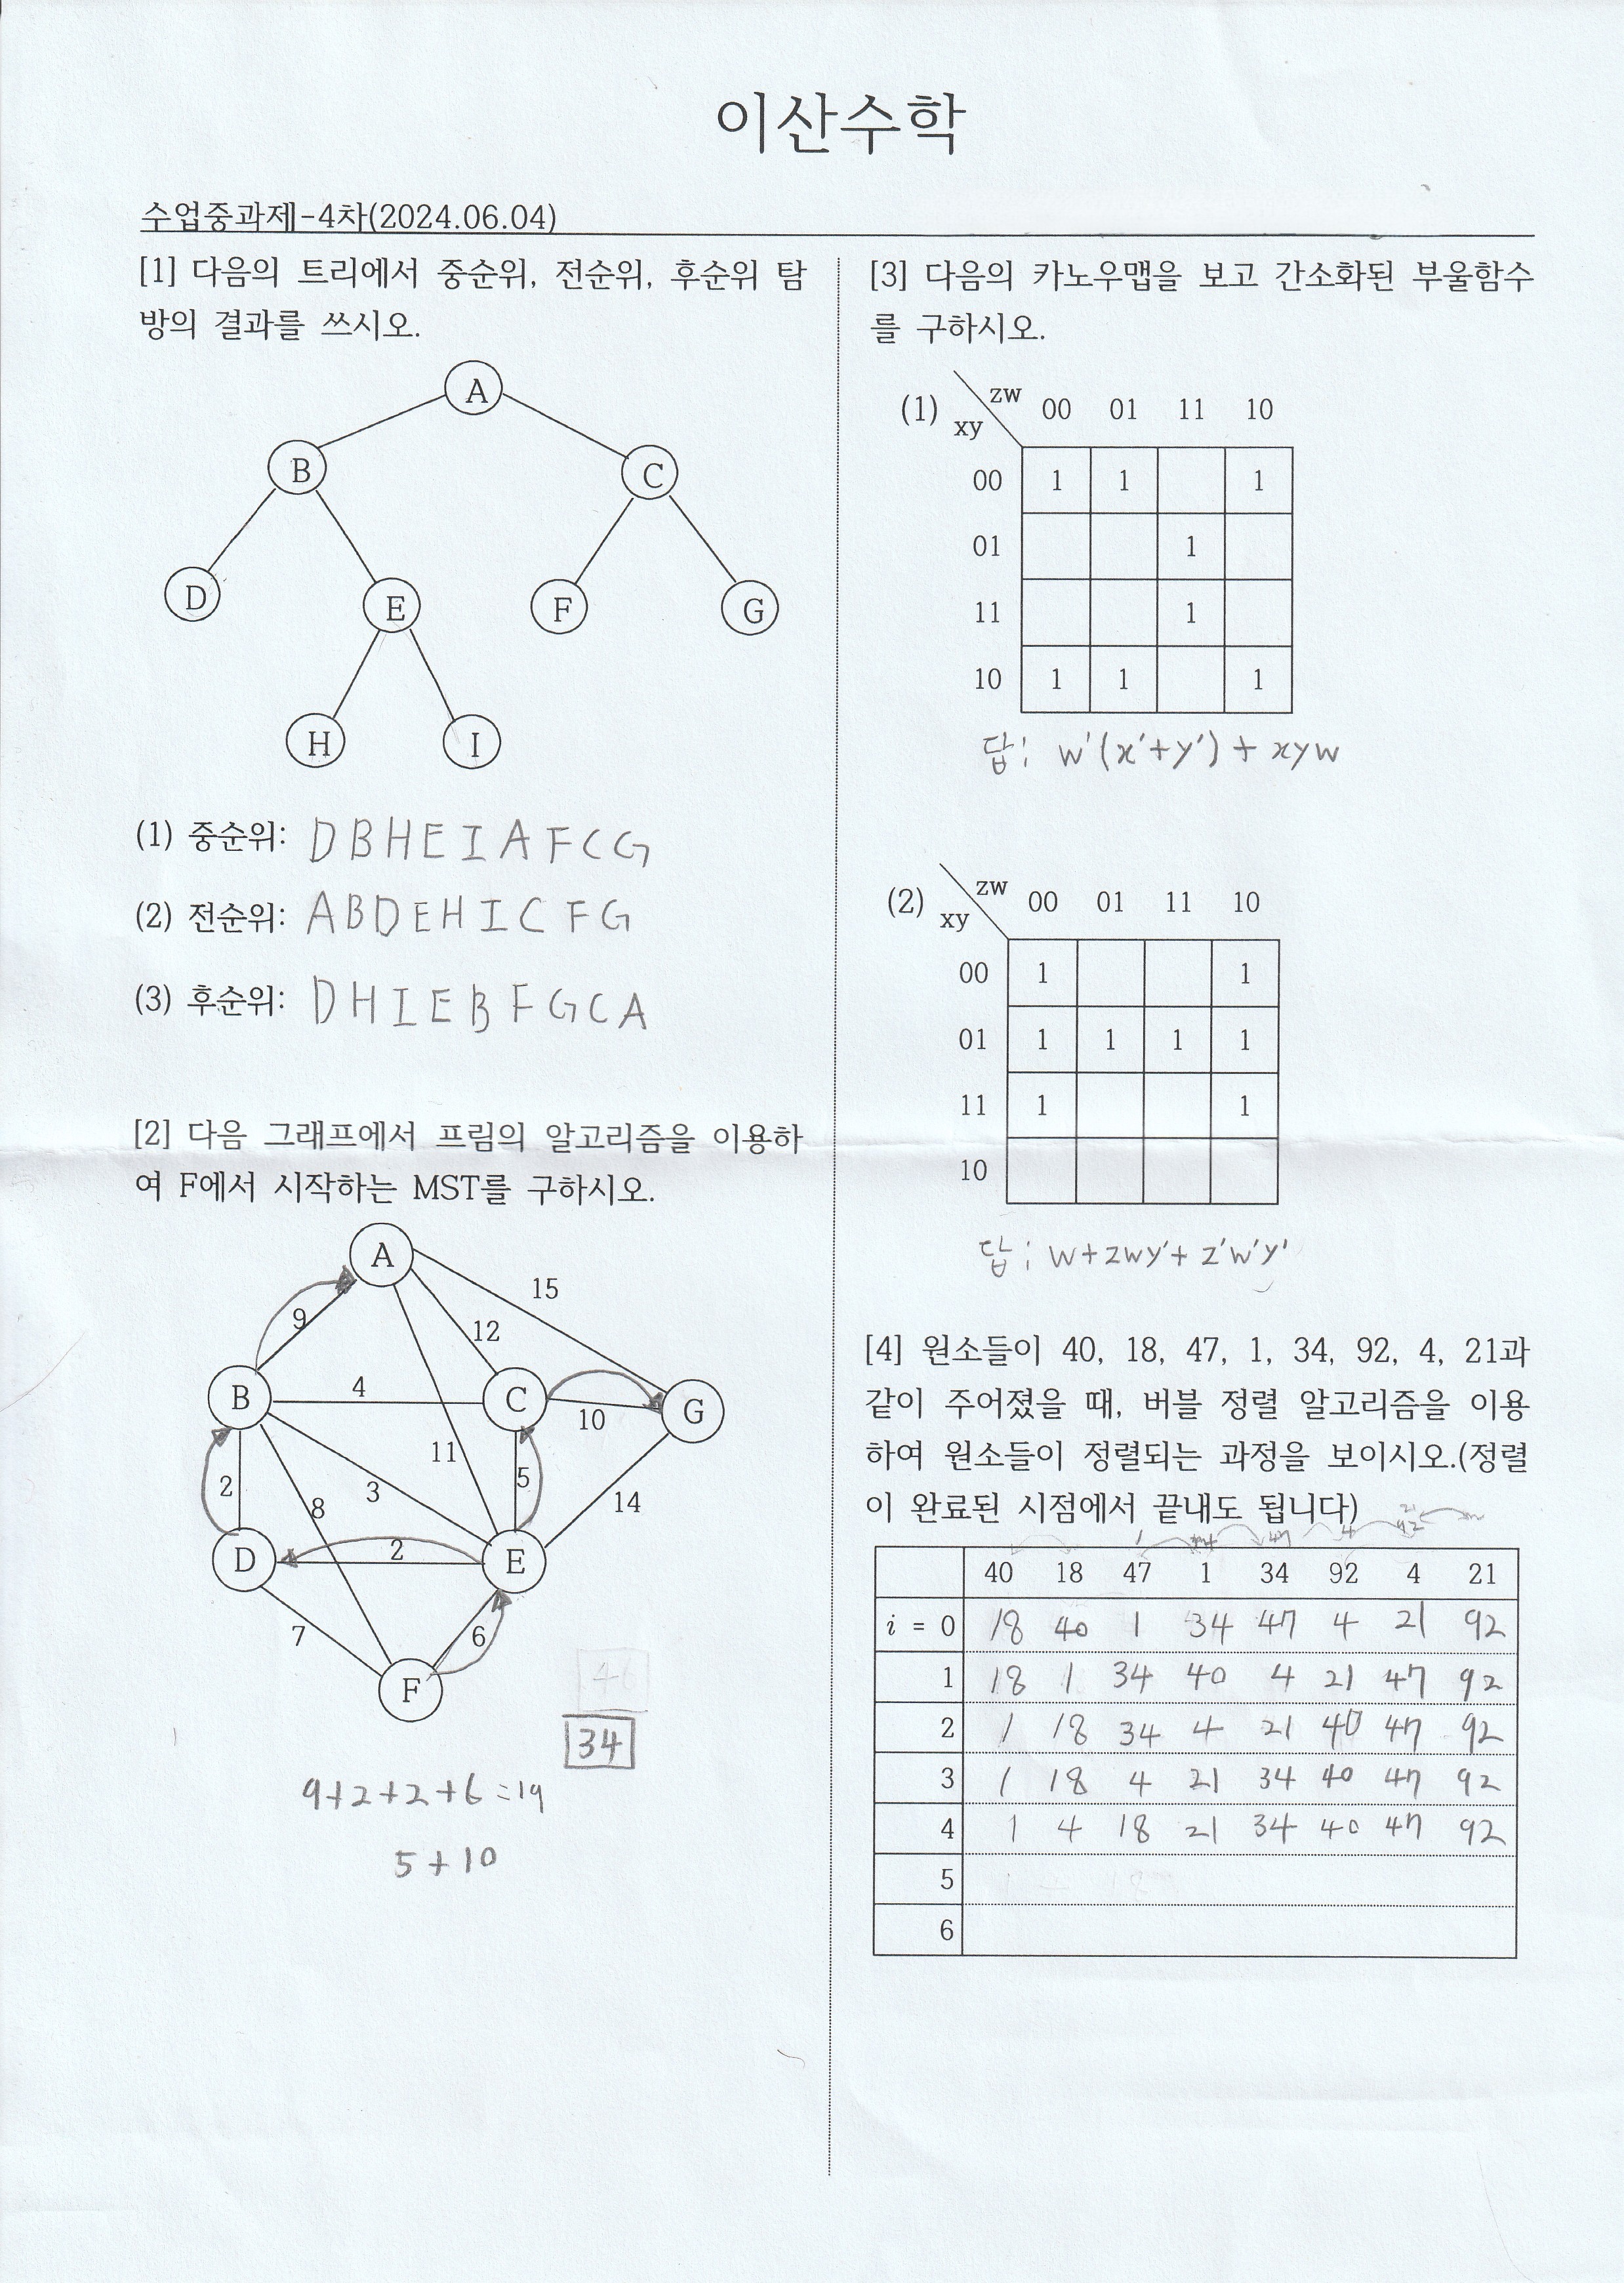 이산수학
수업중과제-4차(2024.06.04)
[1] 다음의 트리에서 중순위, 전순위, 후순위 탐
방의 결과를 쓰시오.
A
B C
D E F G
H I
(1) 중순위: D B H E I A F C G
(2) 전순위: A B D E H I C F G
(3) 후순위: D H I E B F G C A
[2] 다음 그래프에서 프림의 알고리즘을 이용하
여 F에서 시작하는 MST를 구하시오.
A
15
9 12
B 4 C 10 G
11
2 8 3 5 14
D 2 E
7 6
F
34
9+2+2+6=19
5+10
[3] 다음의 카노우맵을 보고 간소화된 부울함수
를 구하시오.
(1) xy zw 00 01 11 10
00 1 1 1
01 1
11 1
10 1 1 1
답: w'(x'+y')+xyw
(2) xy zw 00 01 11 10
00 1 1
01 1 1 1 1
11 1 1
10
답: w+zwy'+z'w'y'
[4] 원소들이 40, 18, 47, 1, 34, 92, 4, 21과
같이 주어졌을 때, 버블 정렬 알고리즘을 이용
하여 원소들이 정렬되는 과정을 보이시오.(정렬
이 완료된 시점에서 끝내도 됩니다)
40 18 47 1 34 92 4 21
i = 0 18 40 1 34 47 4 21 92
1 18 1 34 40 4 21 47 92
2 1 18 34 4 21 40 47 92
3 1 18 4 21 34 40 47 92
4 1 4 18 21 34 40 47 92
5
6